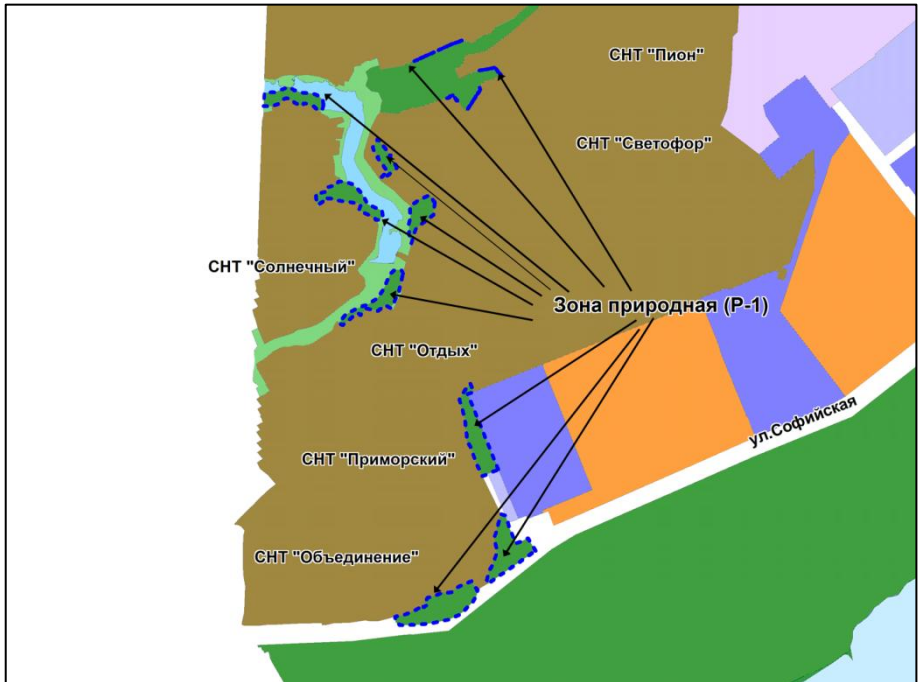 СНТ "Пион"
СНТ "Светофор"
СНТ "Солнечный"
Зона природная (Р-1)
СНТ "Отдых"
ул.Софийская
СНТ "Приморский"
СНТ "Объединение"